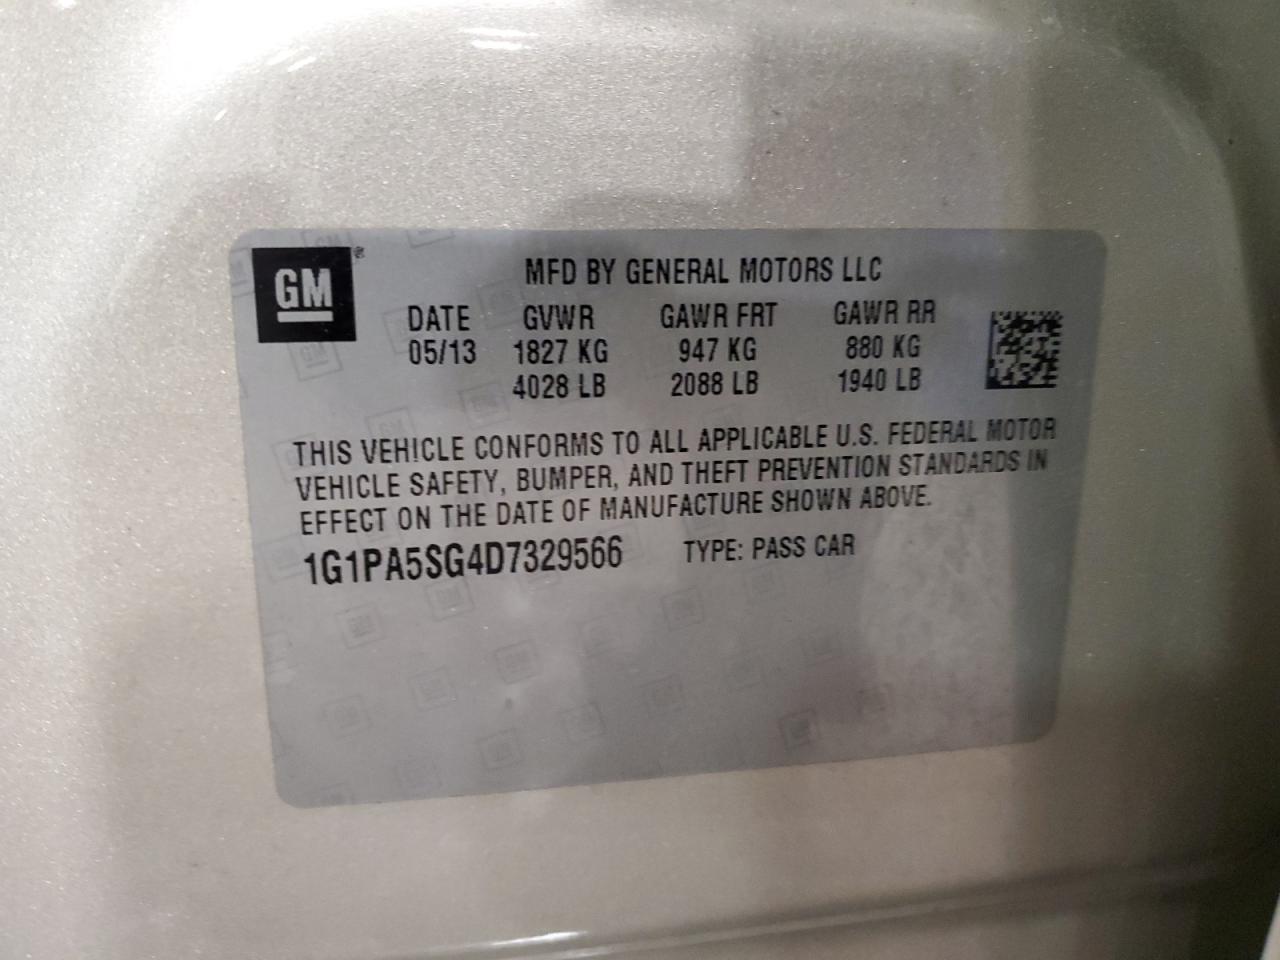 GM®
MFD BY GENERAL MOTORS LLC
DATE GVWR GAWR FRT GAWR RR
05/13 1827 KG 947 KG 880 KG
4028 LB 2088 LB 1940 LB
THIS VEHICLE CONFORMS TO ALL APPLICABLE U.S. FEDERAL MOTOR
VEHICLE SAFETY, BUMPER, AND THEFT PREVENTION STANDARDS IN
EFFECT ON THE DATE OF MANUFACTURE SHOWN ABOVE.
1G1PA5SG4D7329566 TYPE: PASS CAR